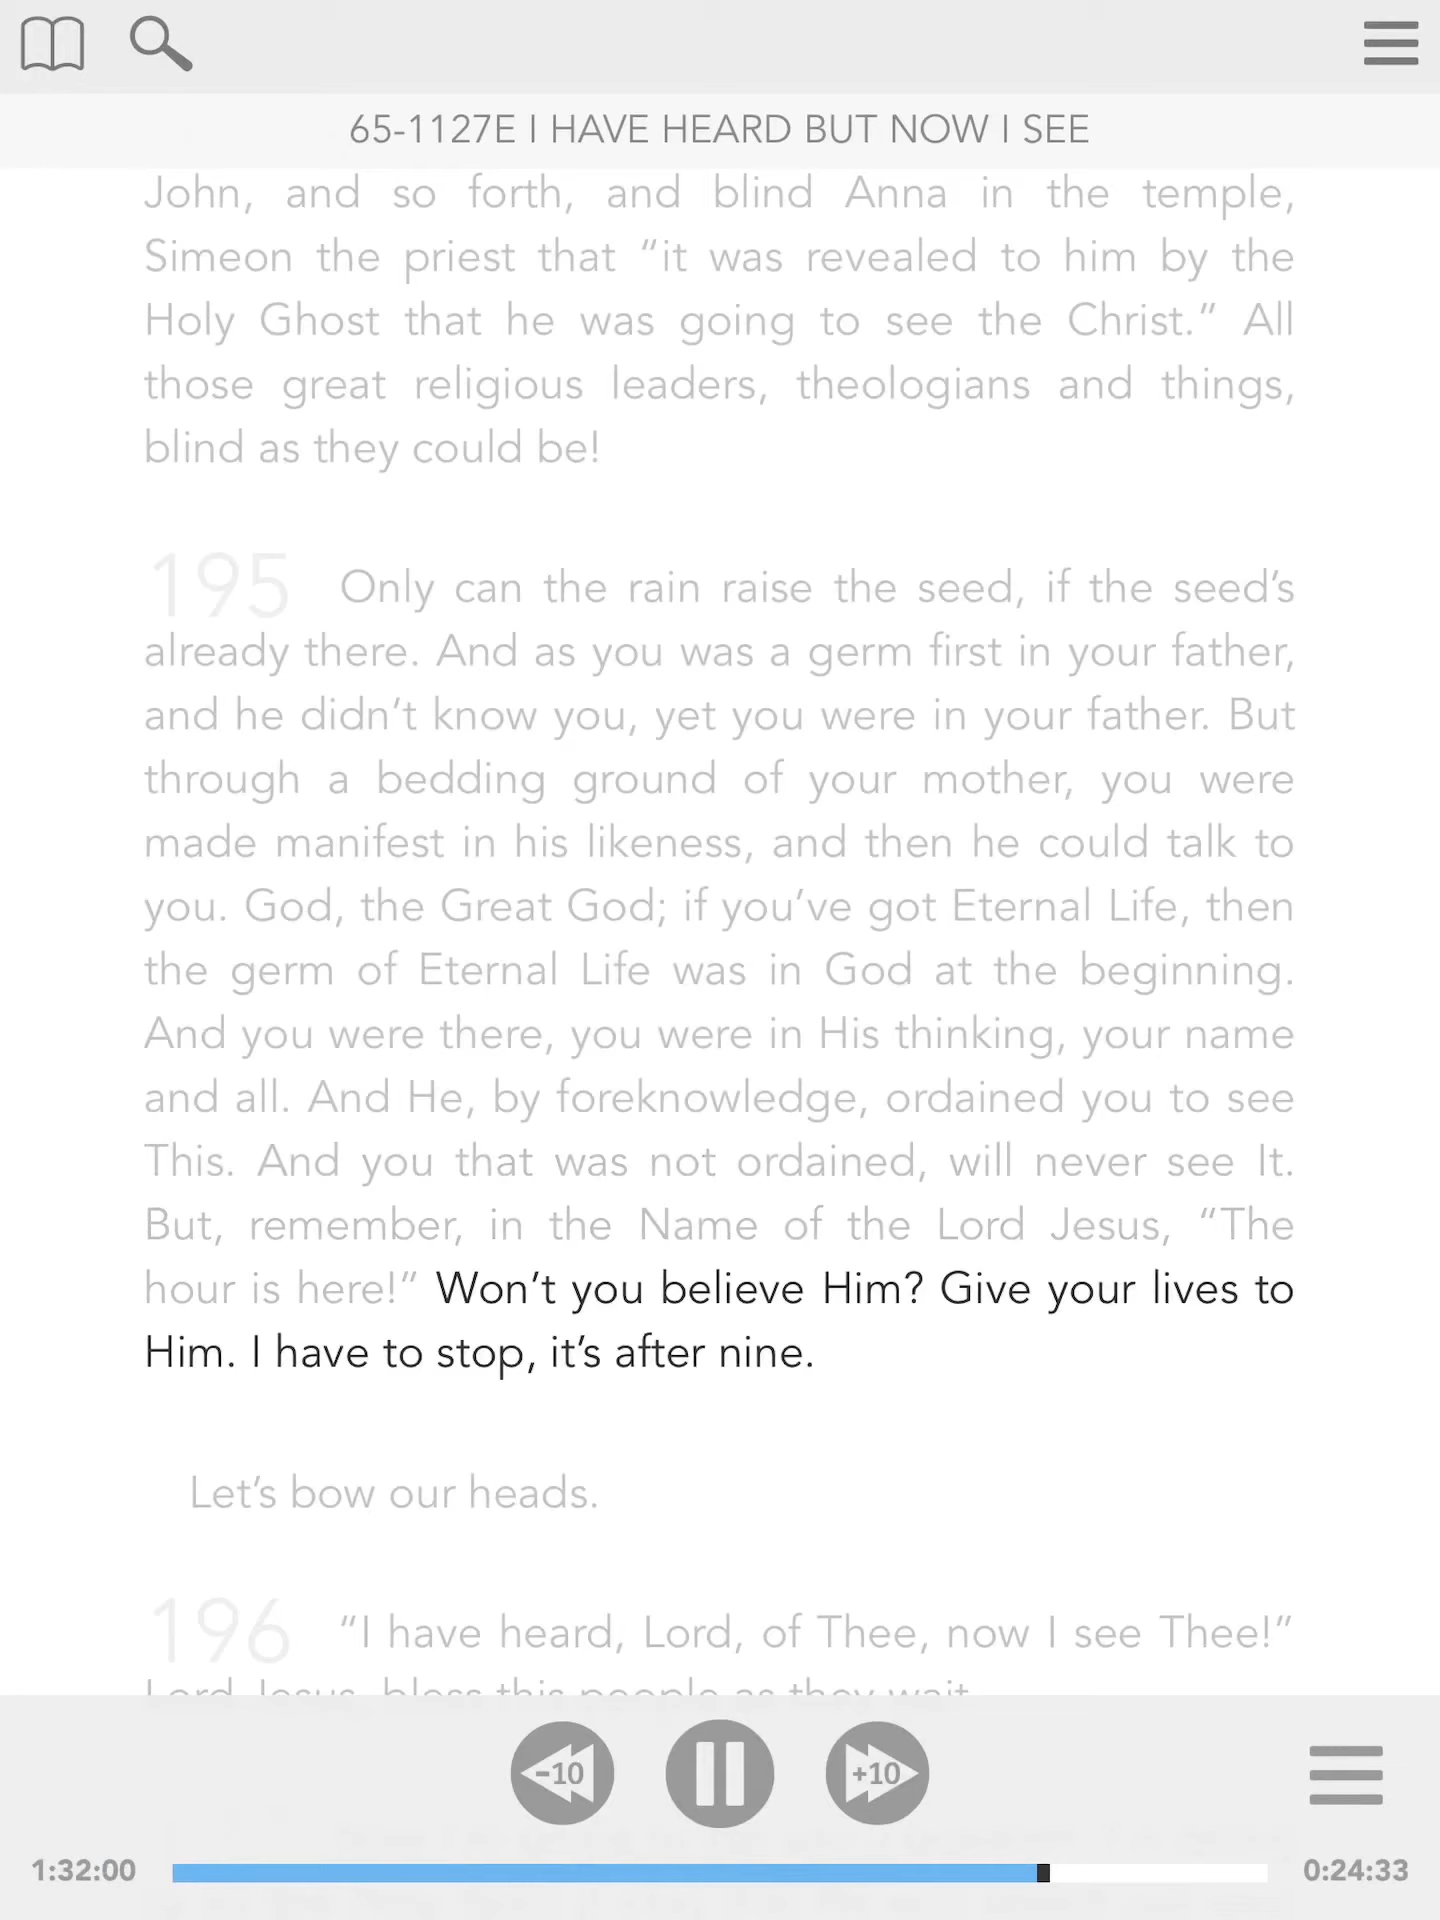 65-1127E I HAVE HEARD BUT NOW I SEE
John, and so forth, and blind Anna in the temple,
Simeon the priest that “it was revealed to him by the
Holy Ghost that he was going to see the Christ.” All
those great religious leaders, theologians and things,
blind as they could be!
195 Only can the rain raise the seed, if the seed’s
already there. And as you was a germ first in your father,
and he didn’t know you, yet you were in your father. But
through a bedding ground of your mother, you were
made manifest in his likeness, and then he could talk to
you. God, the Great God; if you’ve got Eternal Life, then
the germ of Eternal Life was in God at the beginning.
And you were there, you were in His thinking, your name
and all. And He, by foreknowledge, ordained you to see
This. And you that was not ordained, will never see It.
But, remember, in the Name of the Lord Jesus, “The
hour is here!” Won’t you believe Him? Give your lives to
Him. I have to stop, it’s after nine.
Let’s bow our heads.
196 “I have heard, Lord, of Thee, now I see Thee!”
Lord Jesus, bless this people as they wait
-10 +10
1:32:00 0:24:33